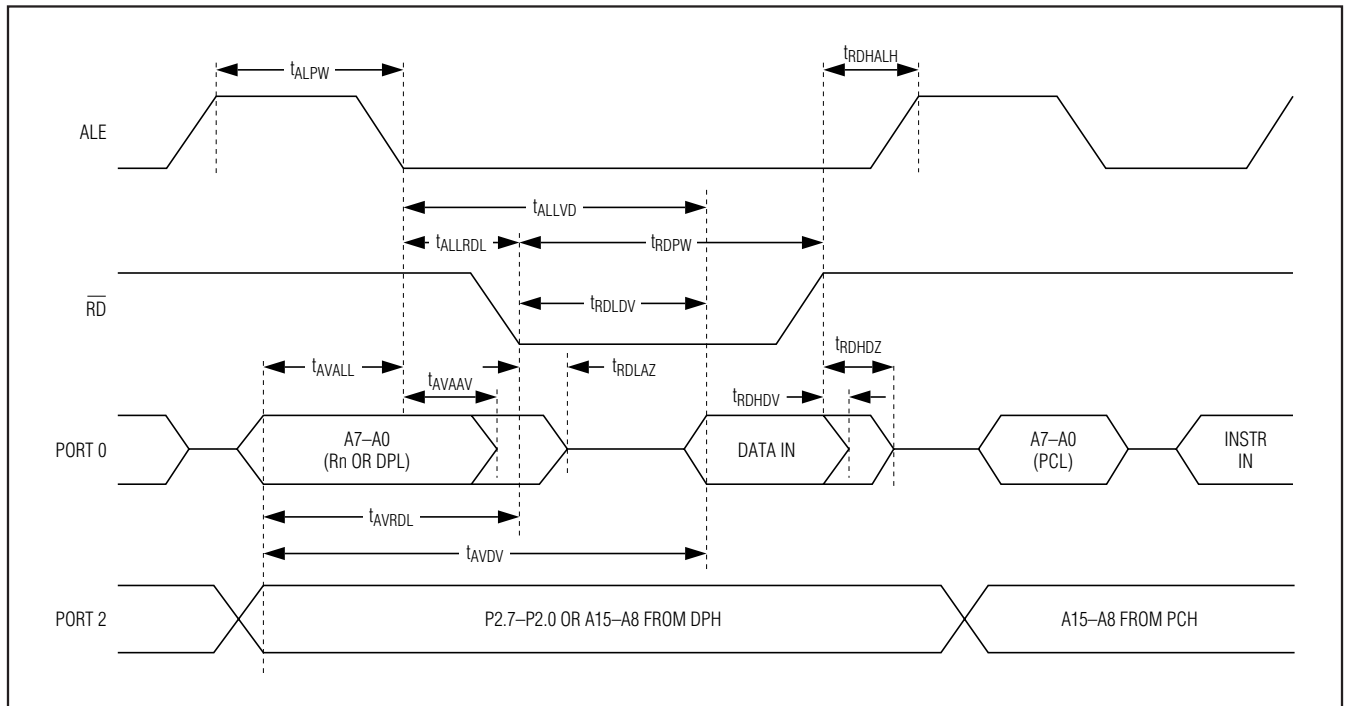 tALPW
tRDHALH
ALE
tALLVD
tALLRDL
tRDPW
RD
tRDLDV
tRDHDZ
tAVALL
tRDLAZ
tAVAAV
tRDHDV
PORT 0
A7–A0
(Rn OR DPL)
DATA IN
A7–A0
(PCL)
INSTR
IN
tAVRDL
tAVDV
PORT 2
P2.7–P2.0 OR A15–A8 FROM DPH
A15–A8 FROM PCH